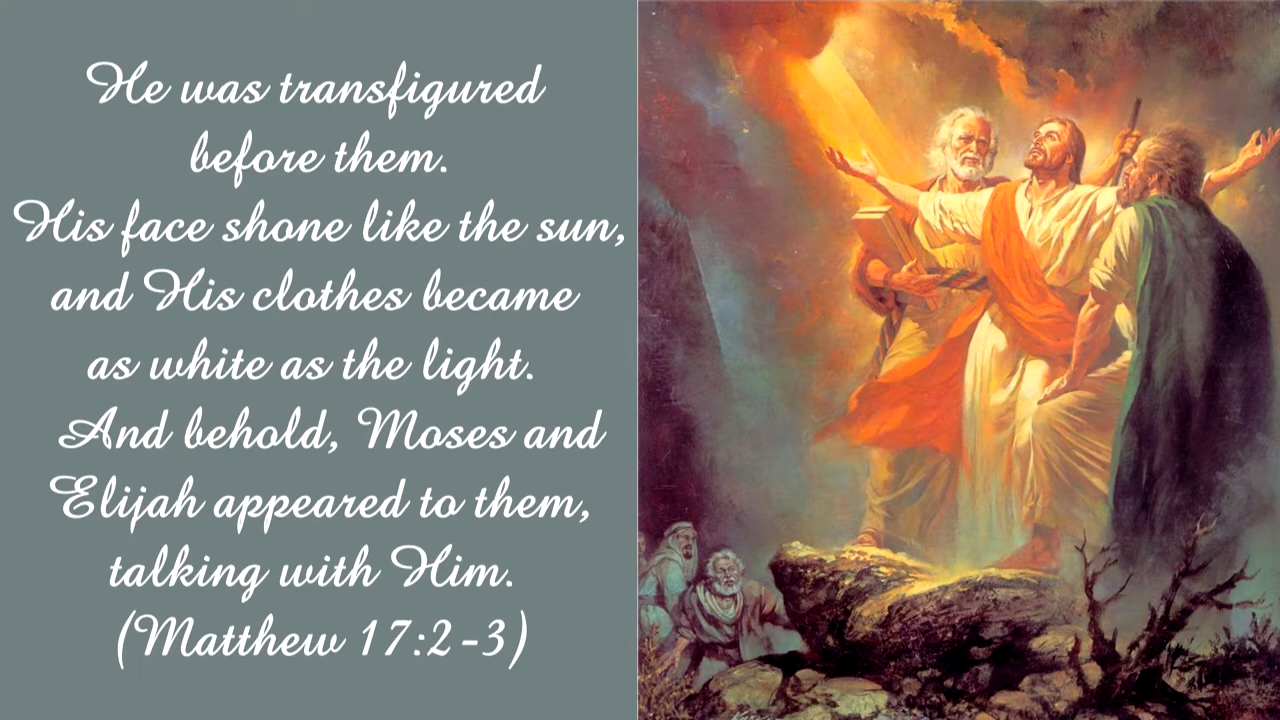 He was transfigured
before them.
His face shone like the sun,
and His clothes became
as white as the light.
And behold, Moses and
Elijah appeared to them,
talking with Him.
(Matthew 17:2-3)